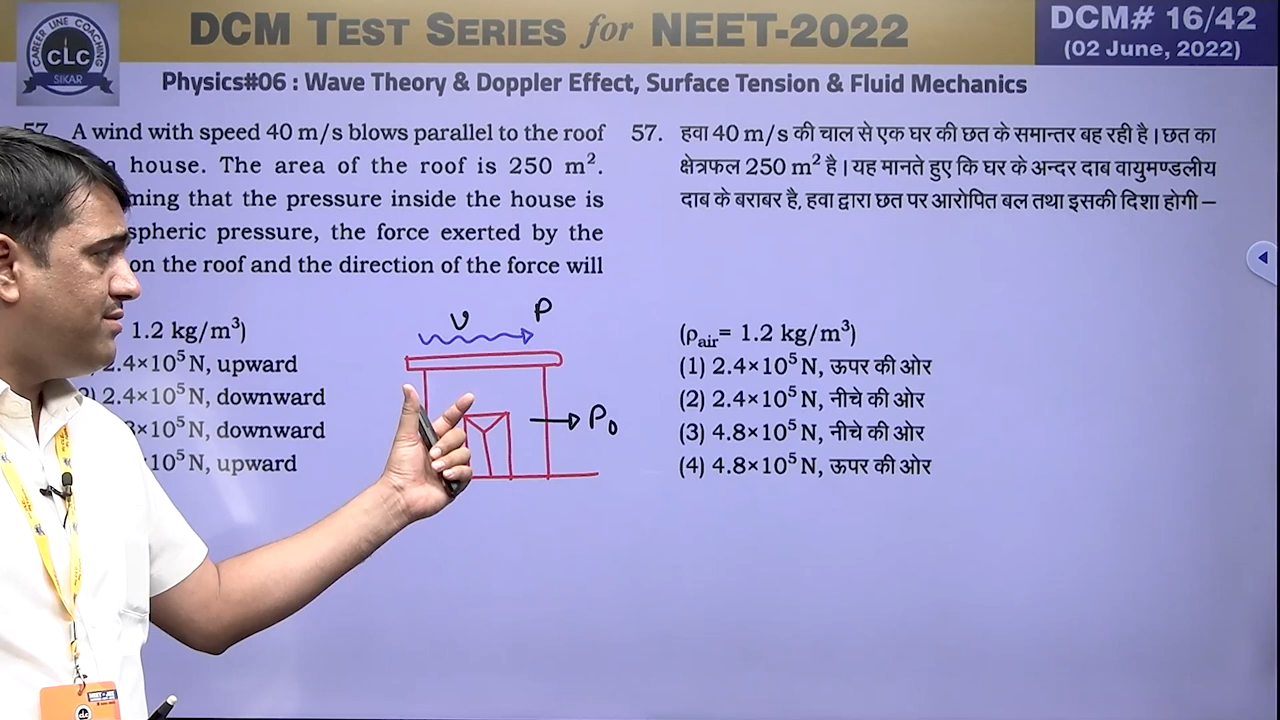 CAREER LINE COACHING
CLC
SIKAR
DCM TEST SERIES for NEET-2022
DCM# 16/42
(02 June, 2022)
Physics#06 : Wave Theory & Doppler Effect, Surface Tension & Fluid Mechanics
57. A wind with speed 40 m/s blows parallel to the roof
house. The area of the roof is 250 m².
ming that the pressure inside the house is
spheric pressure, the force exerted by the
on the roof and the direction of the force will
1.2 kg/m³)
2.4×10⁵ N, upward
2) 2.4×10⁵ N, downward
×10⁵ N, downward
×10⁵ N, upward
υ
P
P₀
57. हवा 40 m/s की चाल से एक घर की छत के समान्तर बह रही है। छत का
क्षेत्रफल 250 m² है। यह मानते हुए कि घर के अन्दर दाब वायुमण्डलीय
दाब के बराबर है, हवा द्वारा छत पर आरोपित बल तथा इसकी दिशा होगी –
(ρair= 1.2 kg/m³)
(1) 2.4×10⁵ N, ऊपर की ओर
(2) 2.4×10⁵ N, नीचे की ओर
(3) 4.8×10⁵ N, नीचे की ओर
(4) 4.8×10⁵ N, ऊपर की ओर
clc